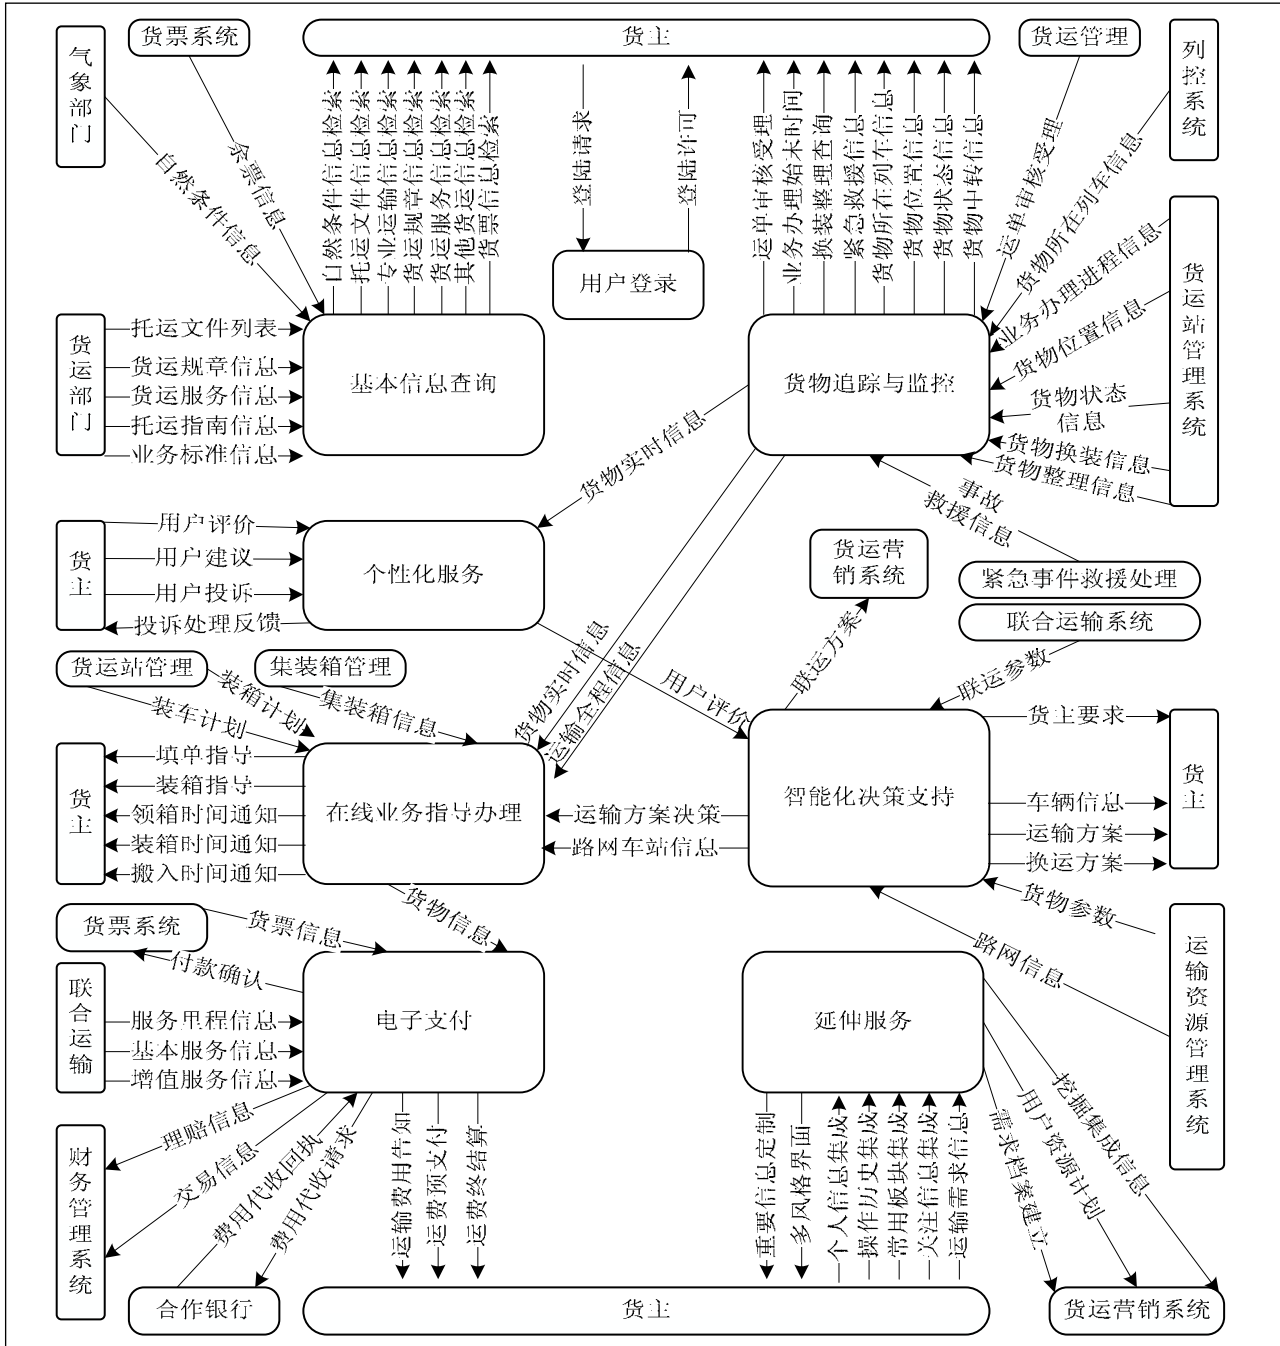 货票系统
货主
货运管理
气象部门
列控系统
自然条件信息
余票信息
自然条件信息检索
托运文件信息检索
专业运输信息检索
货运规章信息检索
货运服务信息检索
其他货运信息检索
货票信息检索
登陆请求
登陆许可
运单审核受理
业务办理始末时间
换装整理查询
紧急救援信息
货物所在列车信息
货物位置信息
货物状态信息
货物中转信息
运单审核受理
货物所在列车信息
业务办理进程信息
货物位置信息
货物状态
信息
货物换装信息
货物整理信息
货运站管理系统
用户登录
货运部门
托运文件列表
货运规章信息
货运服务信息
托运指南信息
业务标准信息
基本信息查询
货物追踪与监控
货物实时信息
事故
救援信息
货主
用户评价
用户建议
用户投诉
投诉处理反馈
个性化服务
货运营
销系统
紧急事件救援处理
联合运输系统
货运站管理
集装箱管理
装车计划
装箱计划
集装箱信息
货物实时信息
运输全程信息
用户评价
联运方案
联运参数
货主
填单指导
装箱指导
领箱时间通知
装箱时间通知
搬入时间通知
在线业务指导办理
运输方案决策
路网车站信息
智能化决策支持
货主要求
车辆信息
运输方案
换运方案
货主
货物信息
货物参数
路网信息
运输资源管理系统
货票系统
货票信息
付款确认
联合运输
服务里程信息
基本服务信息
增值服务信息
电子支付
延伸服务
理赔信息
交易信息
费用代收回执
费用代收请求
运输费用告知
运费预支付
运费终结算
重要信息定制
多风格界面
个人信息集成
操作历史集成
常用板块集成
关注信息集成
运输需求信息
需求档案建立
用户资源计划
挖掘集成信息
财务管理系统
合作银行
货主
货运营销系统